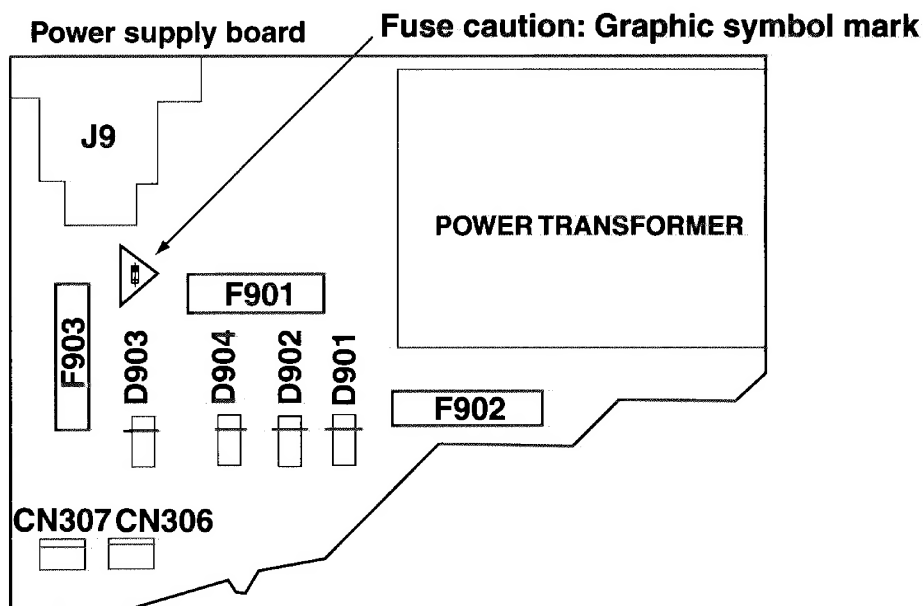 Power supply board
Fuse caution: Graphic symbol mark
J9
POWER TRANSFORMER
F901
F903
D903
D904
D902
D901
F902
CN307 CN306